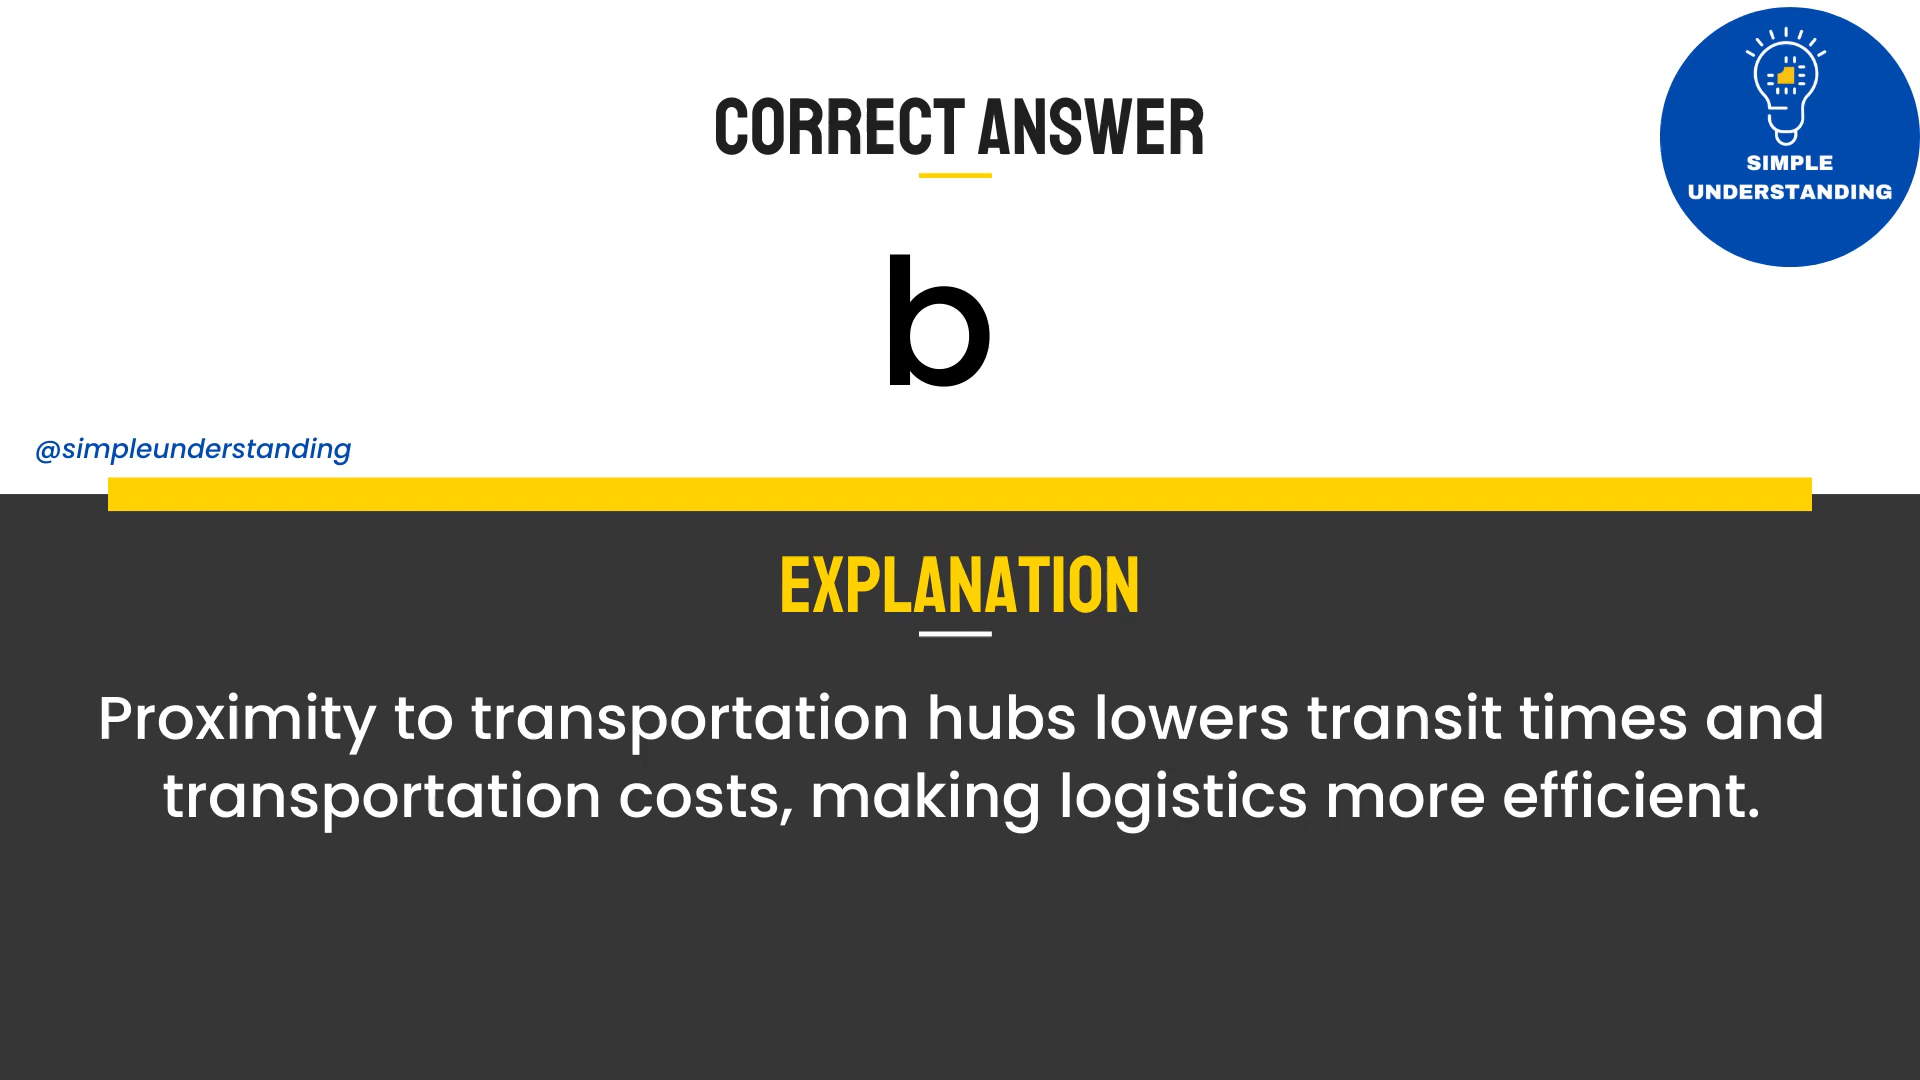 CORRECT ANSWER
SIMPLE
UNDERSTANDING
b
@simpleunderstanding
EXPLANATION
Proximity to transportation hubs lowers transit times and
transportation costs, making logistics more efficient.